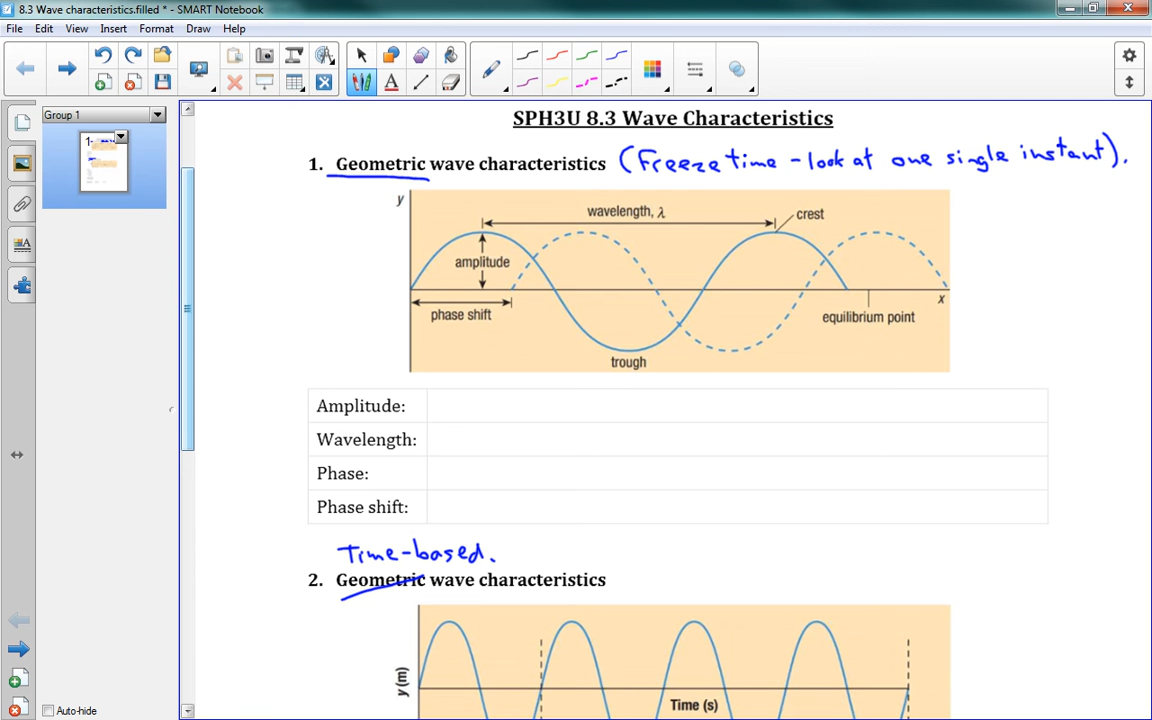 8.3 Wave characteristics.filled * - SMART Notebook
File Edit View Insert Format Draw Help
Group 1
1
SPH3U 8.3 Wave Characteristics
1. Geometric wave characteristics (freeze time - look at one single instant).
y
wavelength, λ
crest
amplitude
phase shift
x
equilibrium point
trough
Amplitude:
Wavelength:
Phase:
Phase shift:
Time-based.
2. Geometric wave characteristics
y (m)
Time (s)
Auto-hide